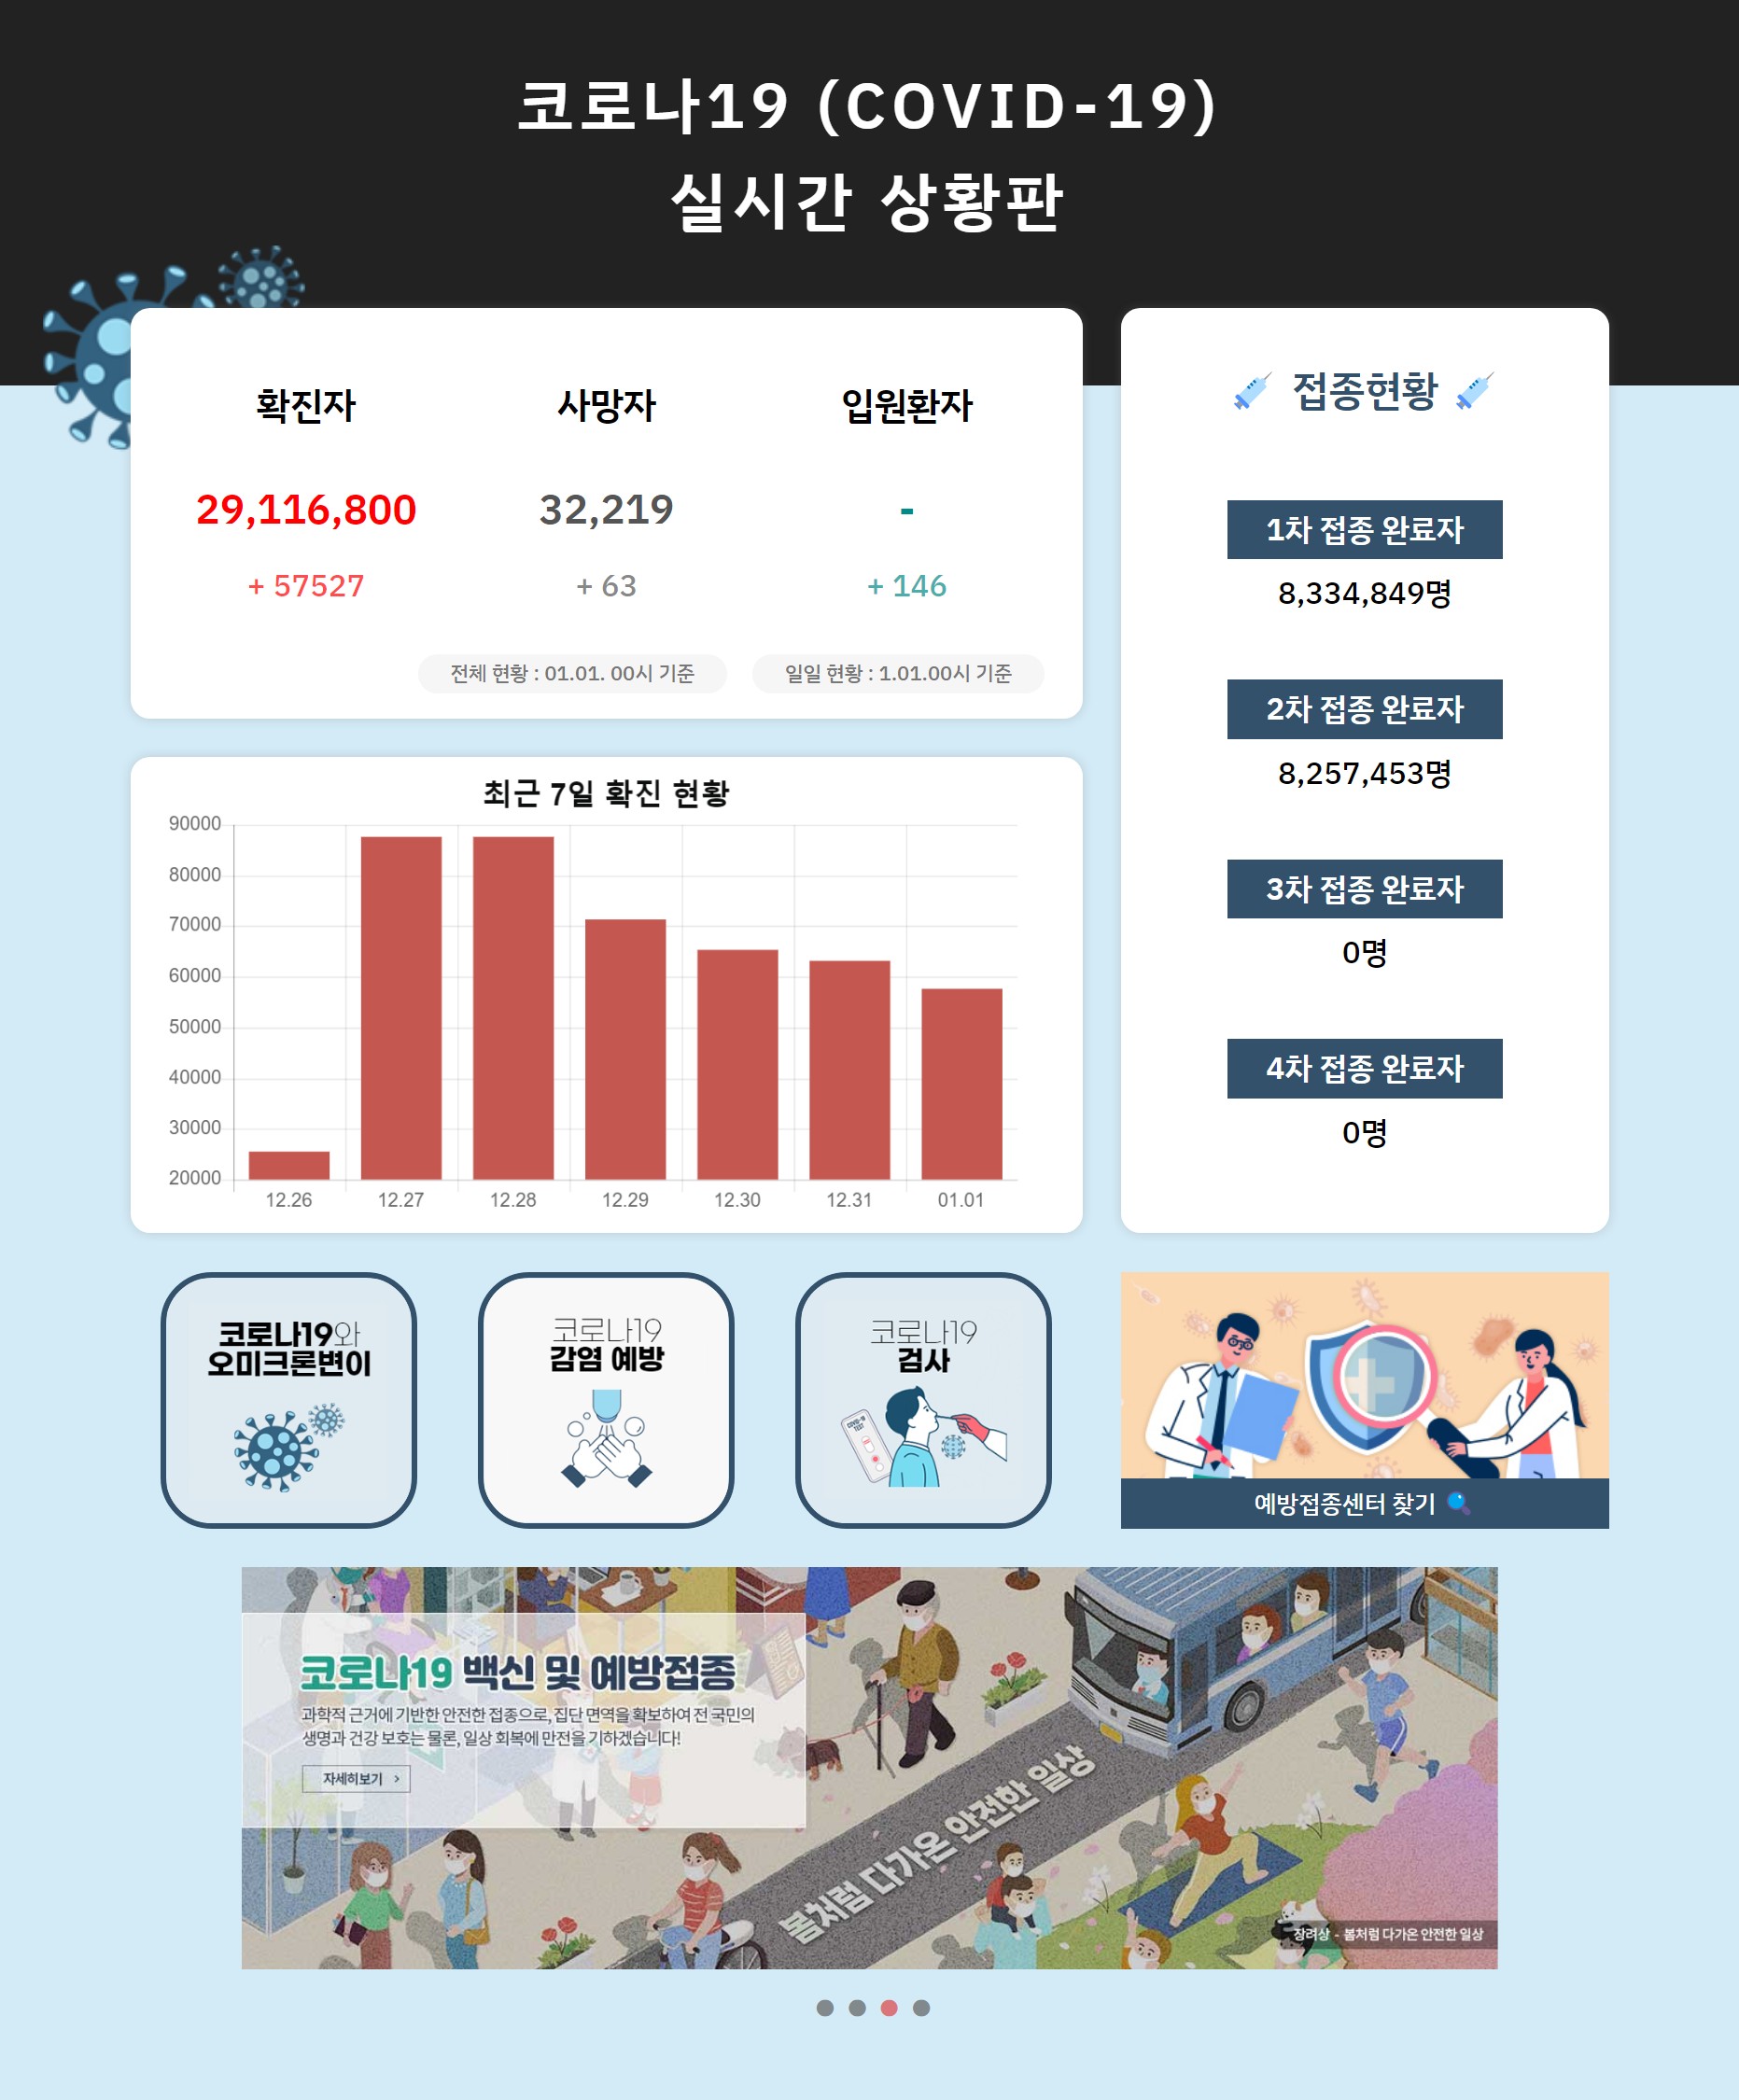 코로나19 (COVID-19)
실시간 상황판
확진자
사망자
입원환자
29,116,800
32,219
-
+ 57527
+ 63
+ 146
전체 현황 : 01.01. 00시 기준
일일 현황 : 1.01.00시 기준
접종현황
1차 접종 완료자
8,334,849명
2차 접종 완료자
8,257,453명
3차 접종 완료자
0명
4차 접종 완료자
0명
최근 7일 확진 현황
90000
80000
70000
60000
50000
40000
30000
20000
12.26
12.27
12.28
12.29
12.30
12.31
01.01
코로나19와
오미크론변이
코로나19
감염 예방
코로나19
검사
COVID-19
TEST
예방접종센터 찾기
코로나19 백신 및 예방접종
과학적 근거에 기반한 안전한 접종으로, 집단 면역을 확보하여 전 국민의
생명과 건강 보호는 물론, 일상 회복에 만전을 기하겠습니다!
자세히보기 >
봄처럼 다가온 안전한 일상
장려상 - 봄처럼 다가온 안전한 일상